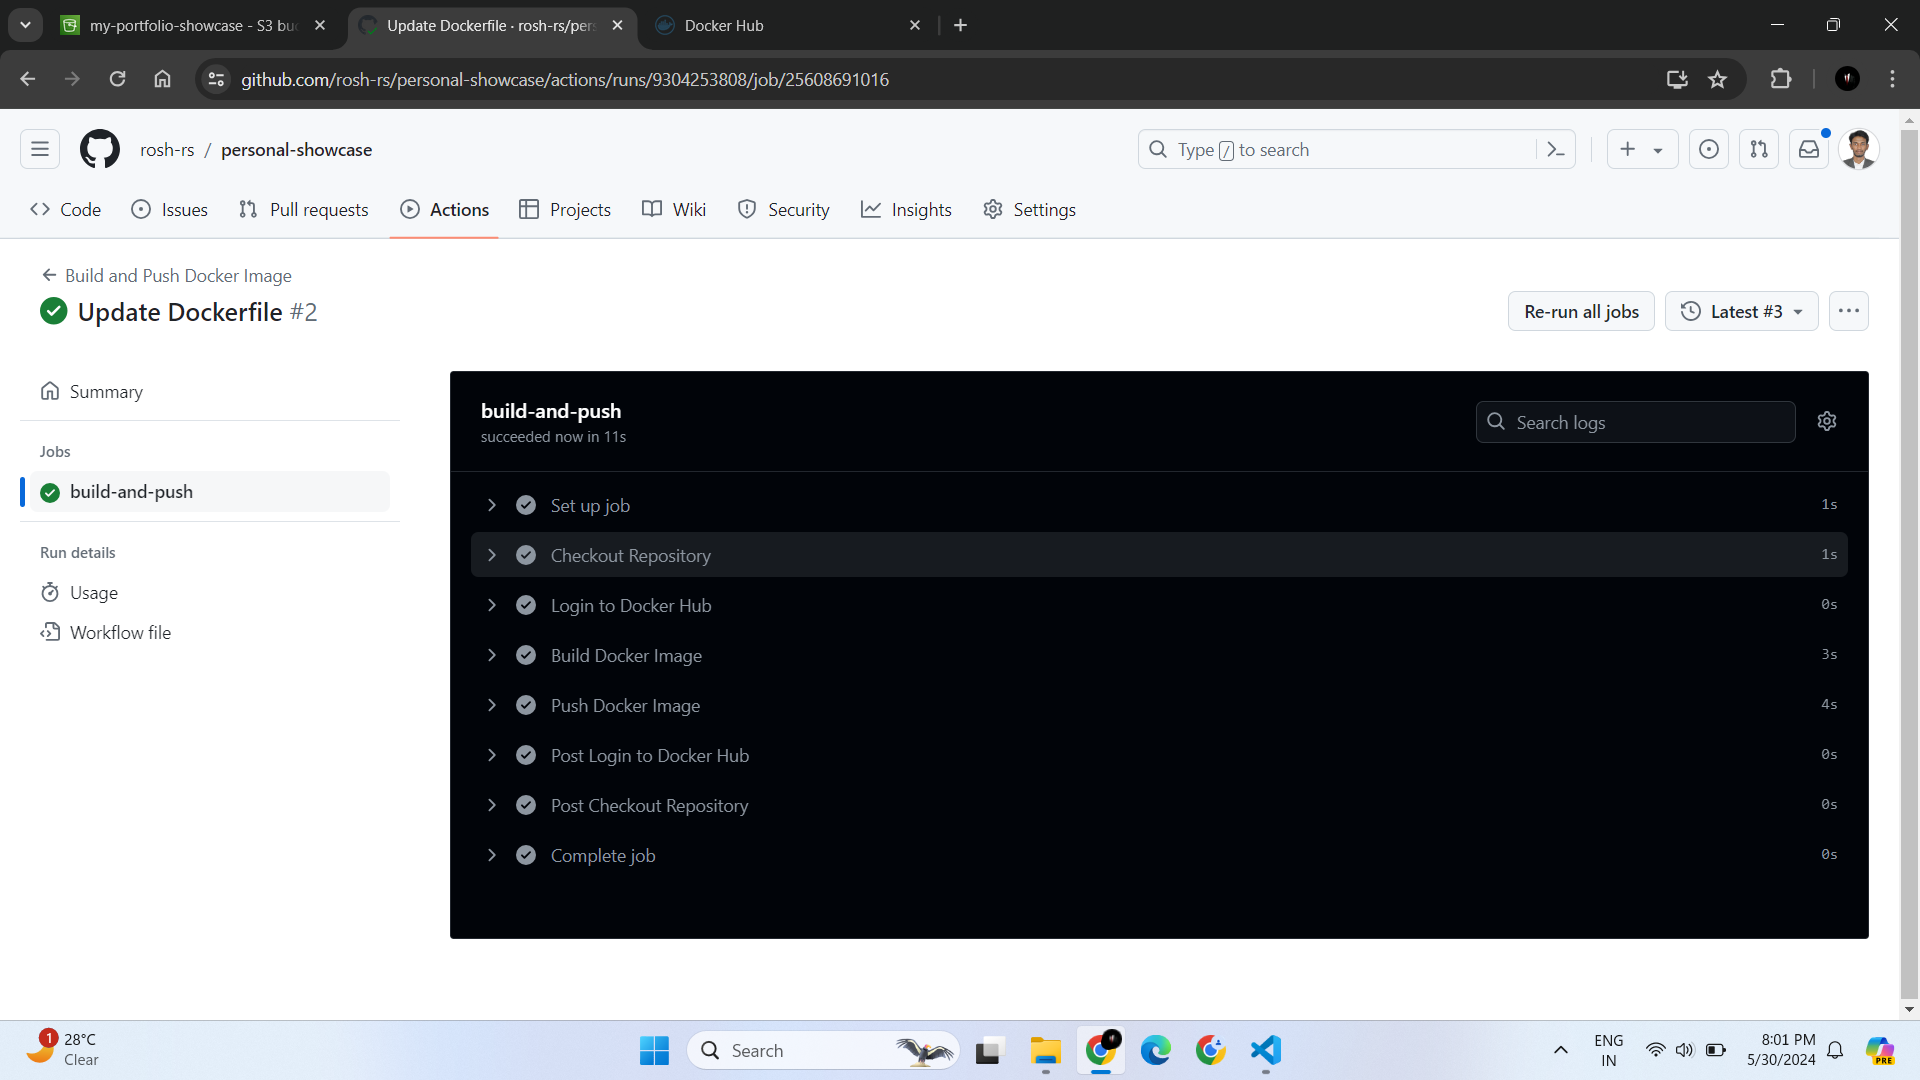 my-portfolio-showcase - S3 bu
Update Dockerfile · rosh-rs/per
Docker Hub
github.com/rosh-rs/personal-showcase/actions/runs/9304253808/job/25608691016
rosh-rs / personal-showcase
Type / to search
Code
Issues
Pull requests
Actions
Projects
Wiki
Security
Insights
Settings
Build and Push Docker Image
Update Dockerfile #2
Re-run all jobs
Latest #3
Summary
Jobs
build-and-push
Run details
Usage
Workflow file
build-and-push
succeeded now in 11s
Search logs
Set up job 1s
Checkout Repository 1s
Login to Docker Hub 0s
Build Docker Image 3s
Push Docker Image 4s
Post Login to Docker Hub 0s
Post Checkout Repository 0s
Complete job 0s
1
28°C
Clear
Search
ENG
IN
8:01 PM
5/30/2024
PRE